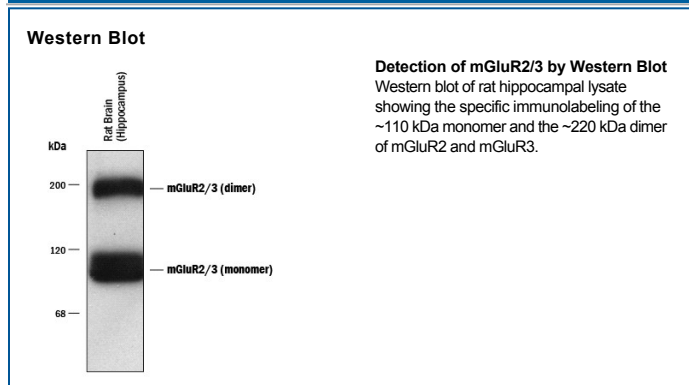 Western Blot
Detection of mGluR2/3 by Western Blot
Western blot of rat hippocampal lysate
showing the specific immunolabeling of the
~110 kDa monomer and the ~220 kDa dimer
of mGluR2 and mGluR3.
Rat Brain
(Hippocampus)
kDa
200
mGluR2/3 (dimer)
120
mGluR2/3 (monomer)
68